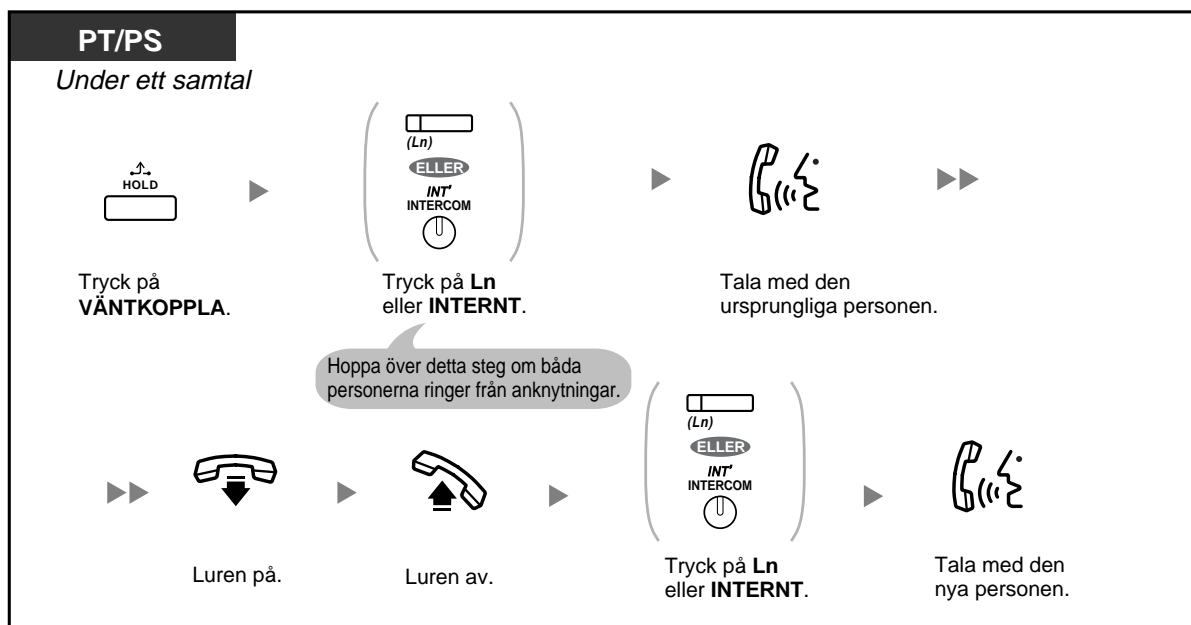 PT/PS
Under ett samtal
HOLD
(Ln)
ELLER
INT'
INTERCOM
Tryck på
VÄNTKOPPLA.
Tryck på Ln
eller INTERNT.
Tala med den
ursprungliga personen.
Hoppa över detta steg om båda
personerna ringer från anknytningar.
(Ln)
ELLER
INT'
INTERCOM
Luren på.
Luren av.
Tryck på Ln
eller INTERNT.
Tala med den
nya personen.